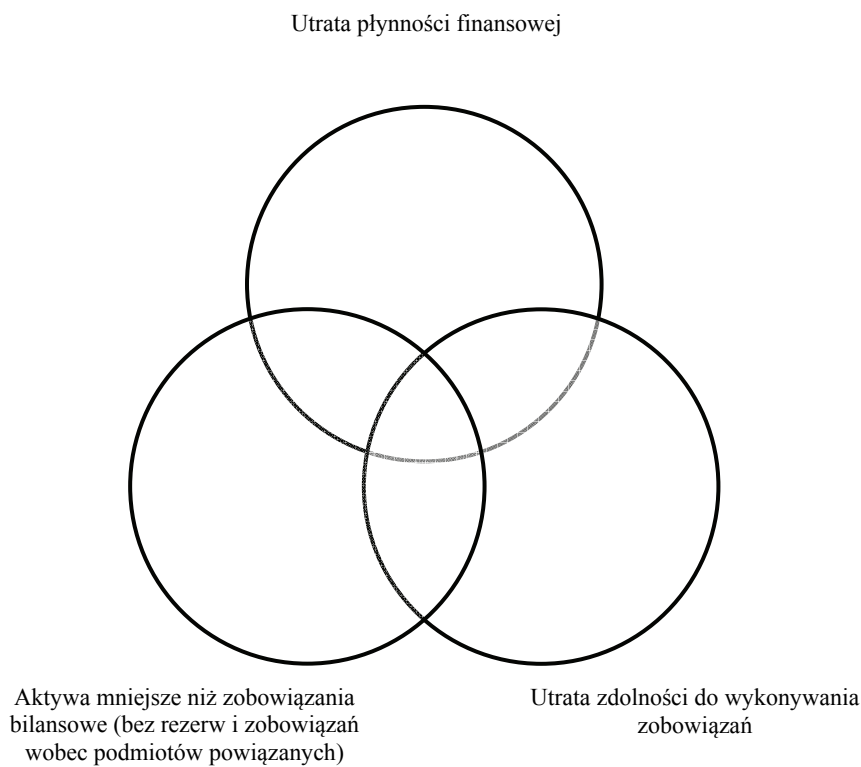 Utrata płynności finansowej
Aktywa mniejsze niż zobowiązania
bilansowe (bez rezerw i zobowiązań
wobec podmiotów powiązanych)
Utrata zdolności do wykonywania
zobowiązań